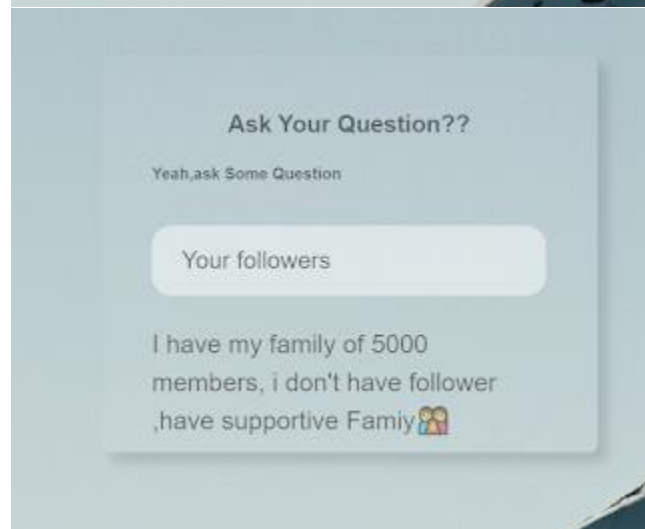 Ask Your Question??
Yeah,ask Some Question
Your followers
I have my family of 5000
members, i don't have follower
,have supportive Famiy👨‍👩‍👧